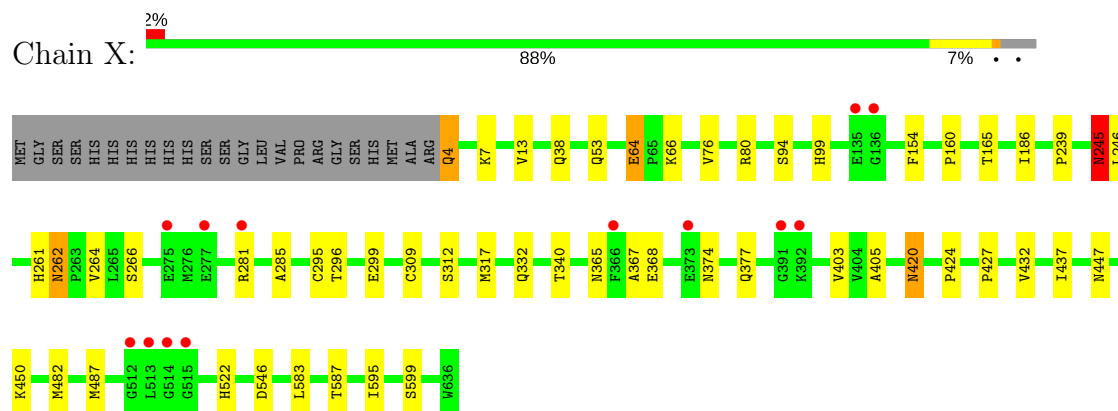 2%
Chain X:
88% 7% • •
MET GLY SER SER HIS HIS HIS HIS HIS HIS SER SER GLY LEU VAL PRO ARG GLY SER HIS MET ALA ARG Q4 K7 V13 Q38 Q53 E64 P65 K66 V76 R80 S94 H99 E135 G136 F154 P160 T165 I186 P239 N245 L246
H261 N262 P263 V264 L265 S266 E275 M276 E277 R281 A285 C295 T296 E299 C309 S312 M317 Q332 T340 N365 F366 A367 E368 E373 N374 Q377 G391 K392 V403 V404 A405 N420 P424 P427 V432 I437 N447
K450 M482 M487 G512 L513 G514 G515 H522 D546 L583 T587 I595 S599 W636